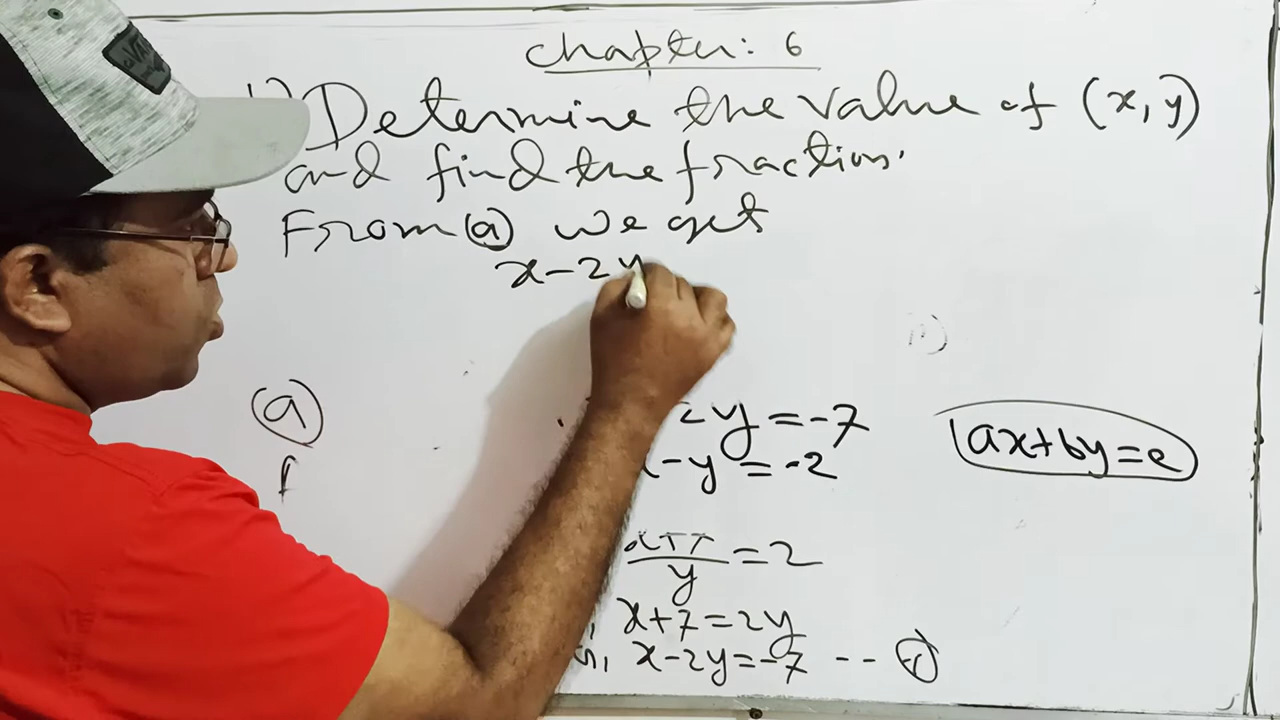 chapter: 6
1) Determine the value of (x, y)
and find the fraction.
From (a) we get
x-2y
(a)
2y=-7
x-y=-2
ax+by=c
x+7/y=2
x+7=2y
x-2y=-7 --